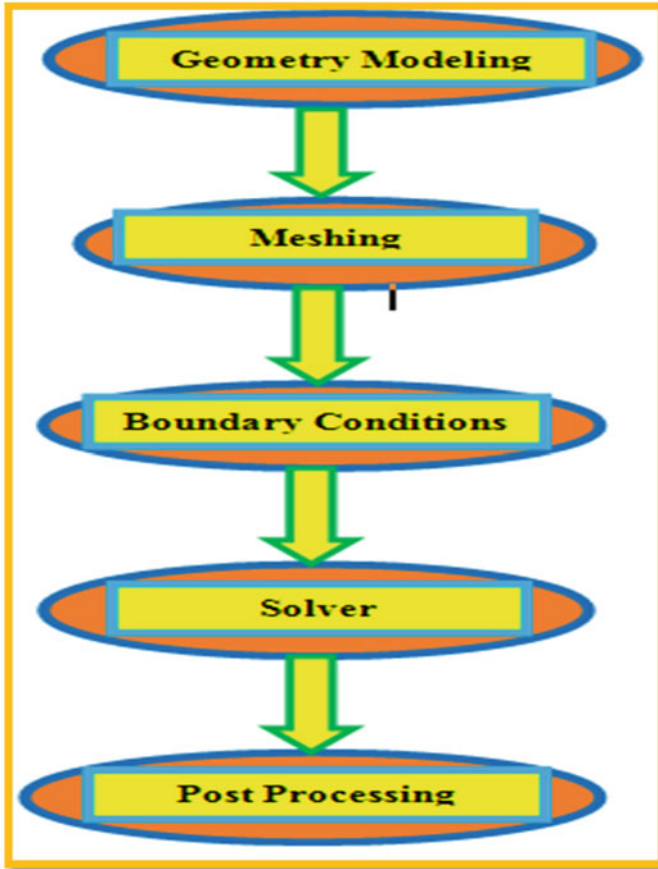 Geometry Modeling
Meshing
Boundary Conditions
Solver
Post Processing